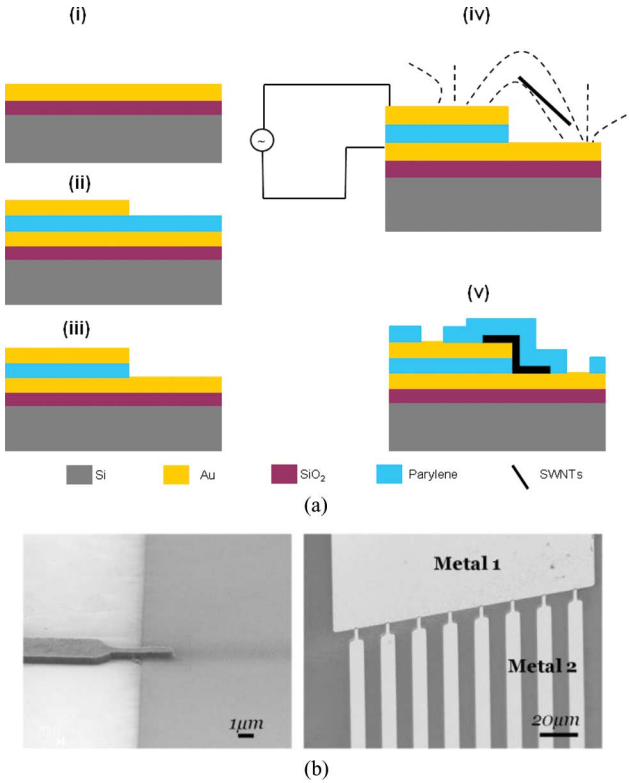 (i)
(iv)
~
(ii)
(iii)
(v)
Si
Au
SiO₂
Parylene
SWNTs
(a)
Metal 1
Metal 2
1µm
20µm
(b)